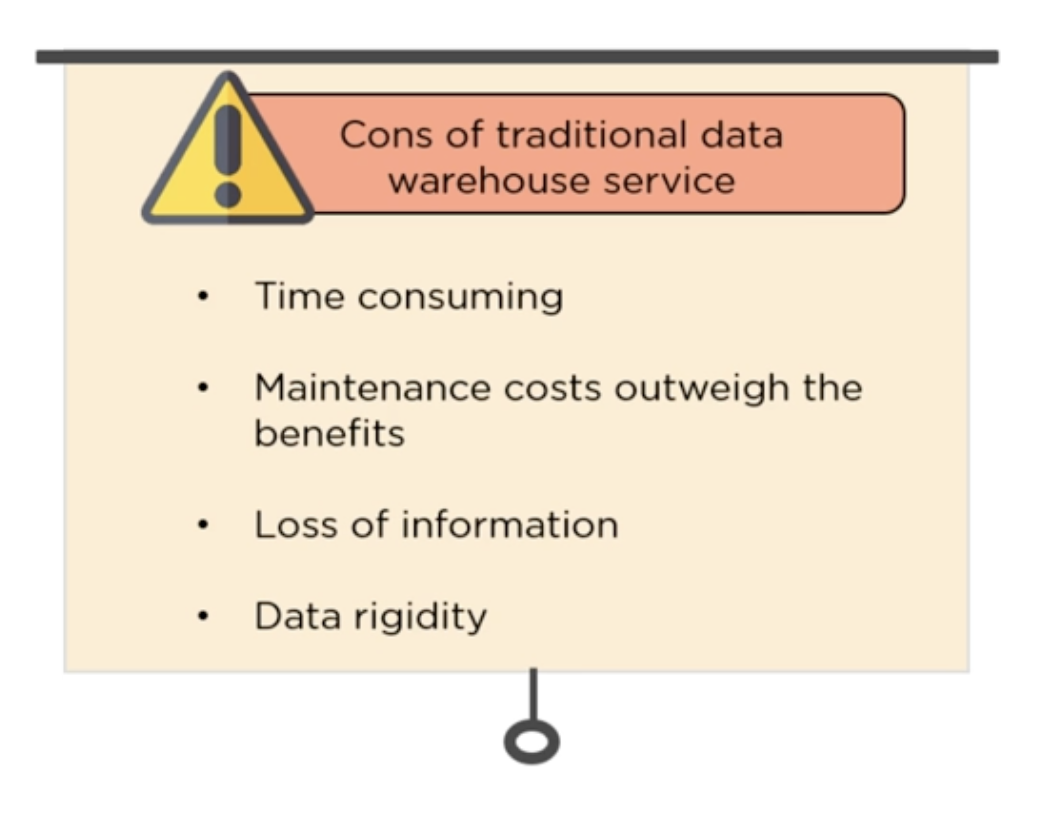 Cons of traditional data
warehouse service
• Time consuming
• Maintenance costs outweigh the
benefits
• Loss of information
• Data rigidity